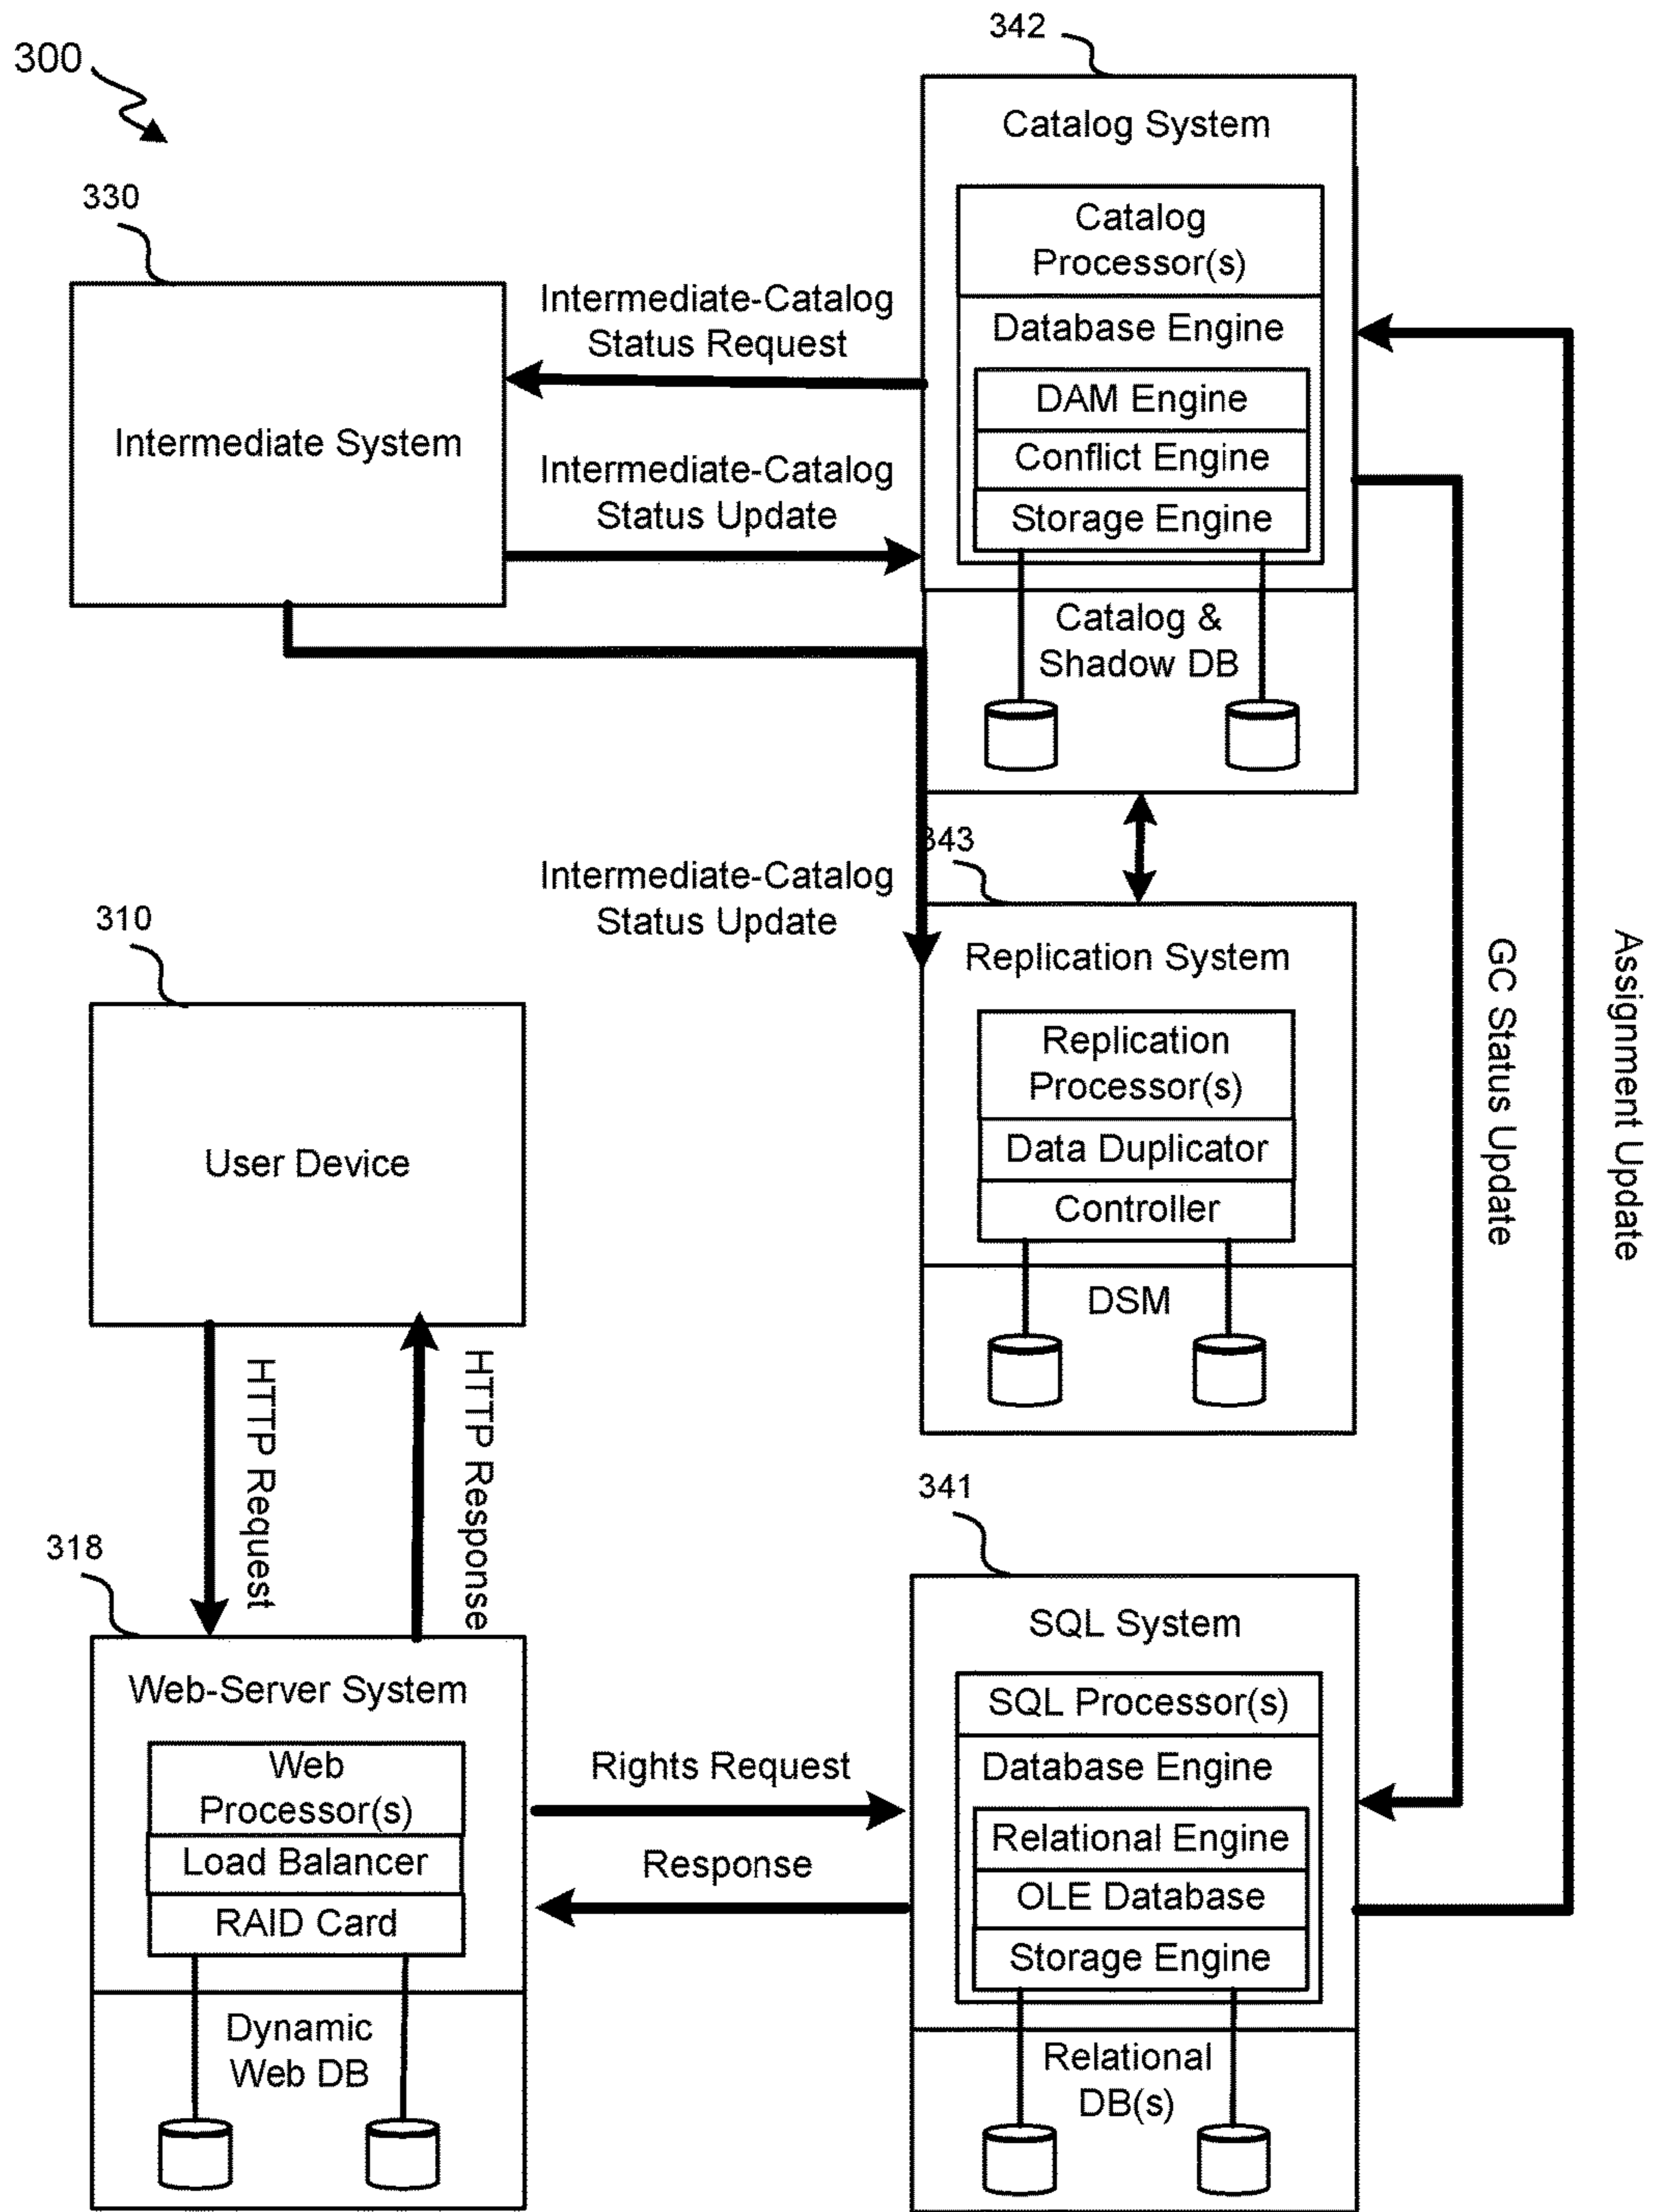 300
342
Catalog System
Catalog
Processor(s)
Database Engine
DAM Engine
Conflict Engine
Storage Engine
Catalog &
Shadow DB
330
Intermediate System
Intermediate-Catalog
Status Request
Intermediate-Catalog
Status Update
Intermediate-Catalog
Status Update
343
Replication System
Replication
Processor(s)
Data Duplicator
Controller
DSM
GC Status Update
Assignment Update
310
User Device
HTTP Request
HTTP Response
318
Web-Server System
Web
Processor(s)
Load Balancer
RAID Card
Dynamic
Web DB
Rights Request
Response
341
SQL System
SQL Processor(s)
Database Engine
Relational Engine
OLE Database
Storage Engine
Relational
DB(s)